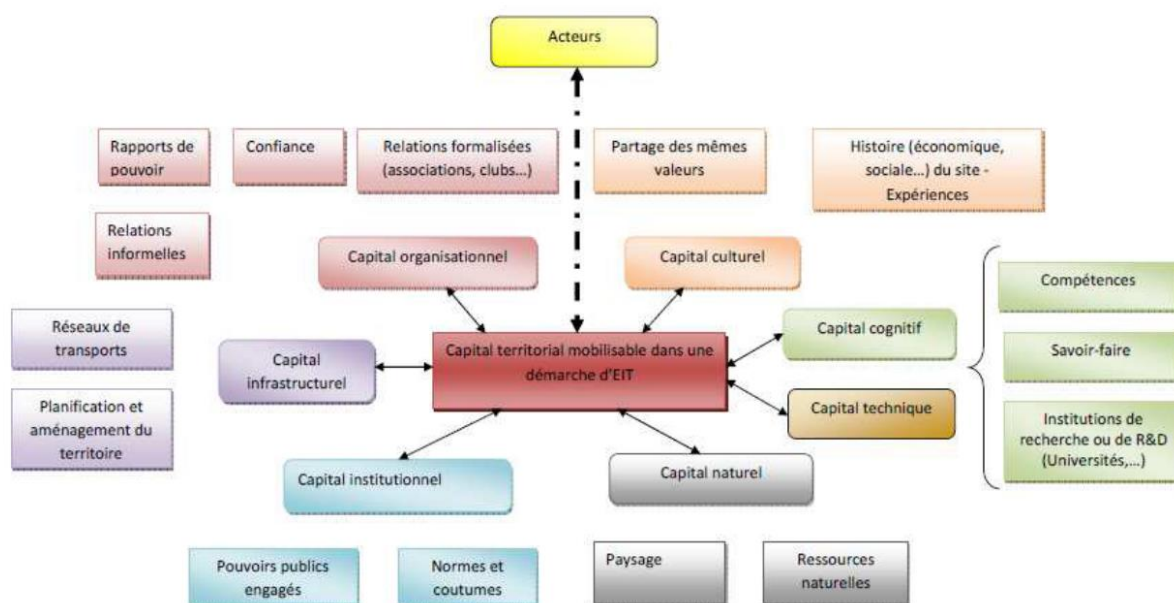 Acteurs
Rapports de
pouvoir
Confiance
Relations formalisées
(associations, clubs...)
Partage des mêmes
valeurs
Histoire (économique,
sociale...) du site -
Expériences
Relations
informelles
Capital organisationnel
Capital culturel
Compétences
Réseaux de
transports
Capital
infrastructurel
Capital territorial mobilisable dans une
démarche d'EIT
Capital cognitif
Savoir-faire
Planification et
aménagement du
territoire
Capital technique
Institutions de
recherche ou de R&D
(Universités,...)
Capital institutionnel
Capital naturel
Pouvoirs publics
engagés
Normes et
coutumes
Paysage
Ressources
naturelles